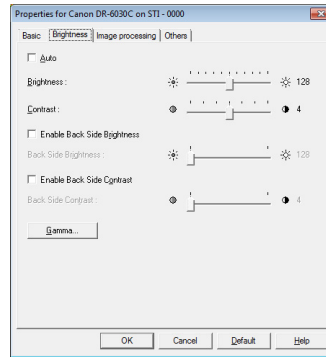 Properties for Canon DR-6030C on STI - 0000
Basic Brightness Image processing Others
Auto
Brightness : 128
Contrast : 4
Enable Back Side Brightness
Back Side Brightness : 128
Enable Back Side Contrast
Back Side Contrast : 4
Gamma...
OK Cancel Default Help